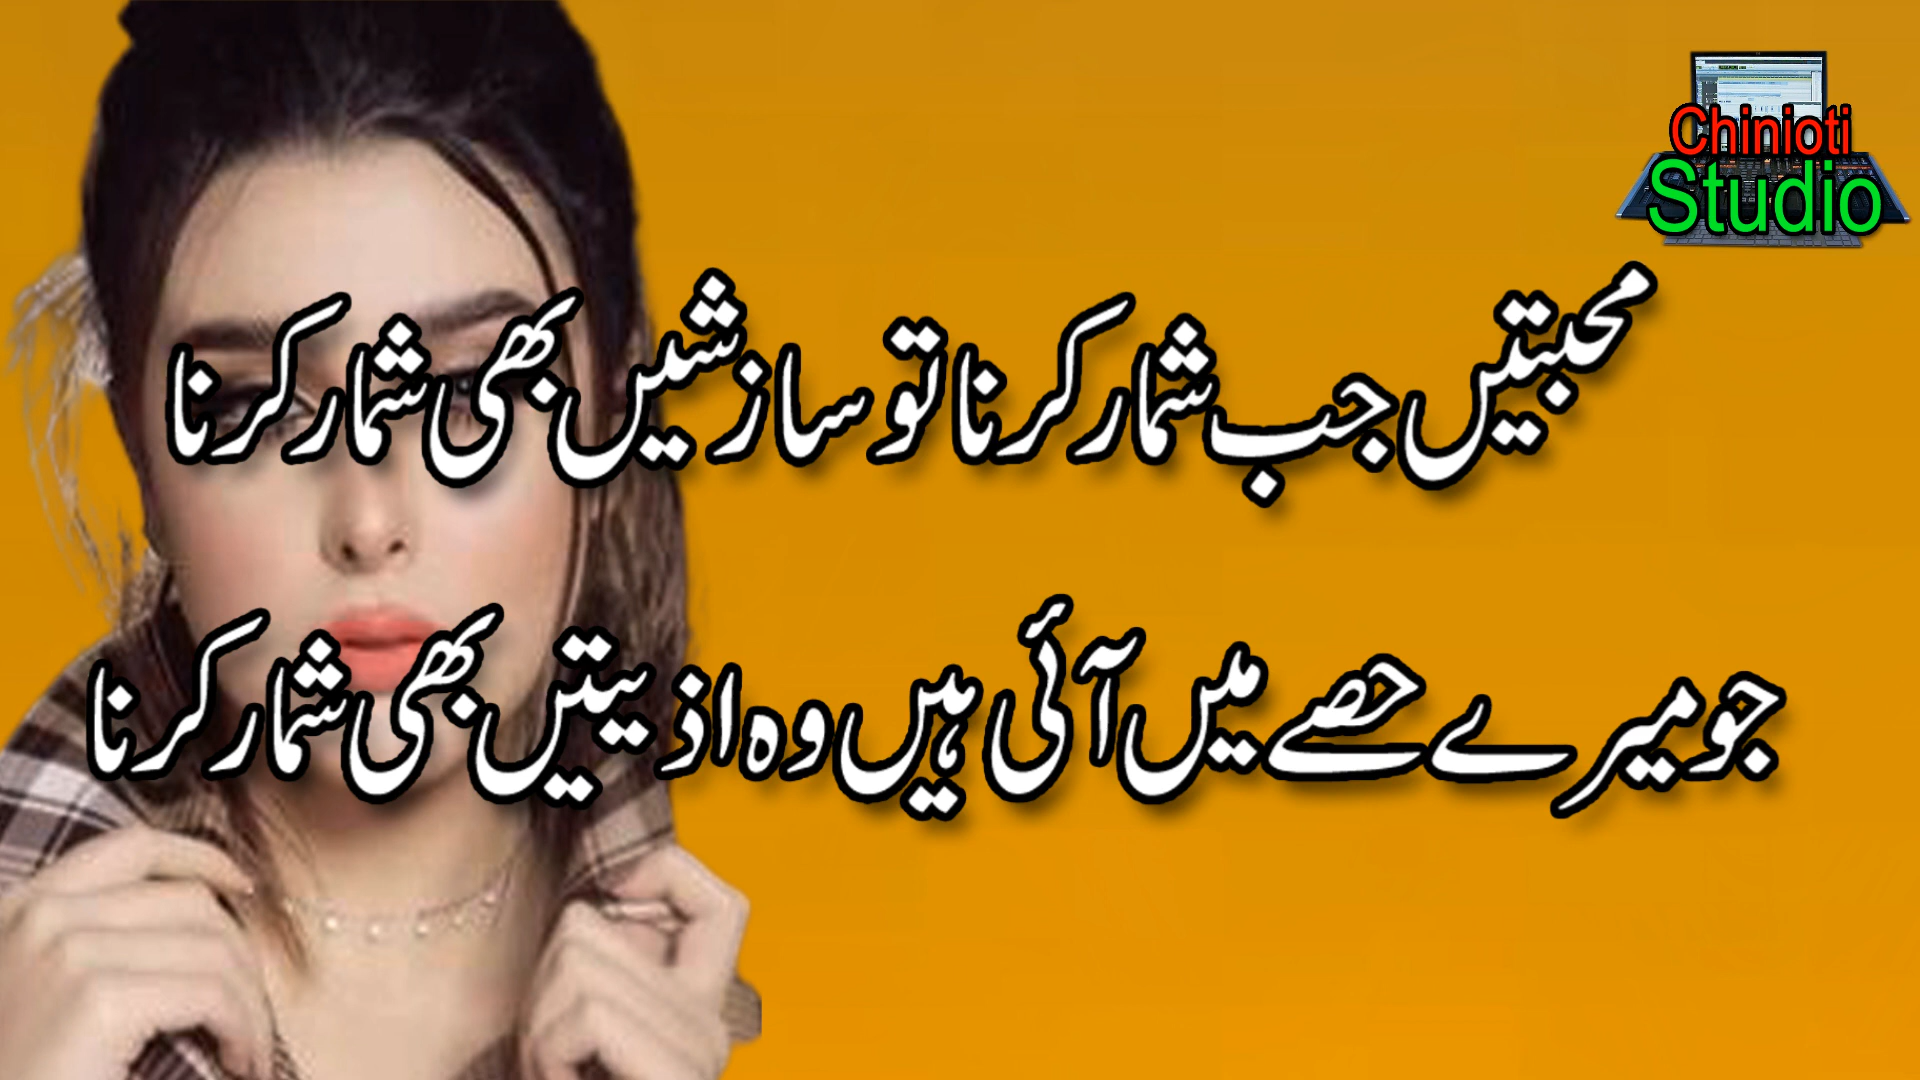 Chinioti
Studio
محبتیں جب شمار کرنا تو سازشیں بھی شمار کرنا
جو میرے حصے میں آئی ہیں وہ اذیتیں بھی شمار کرنا